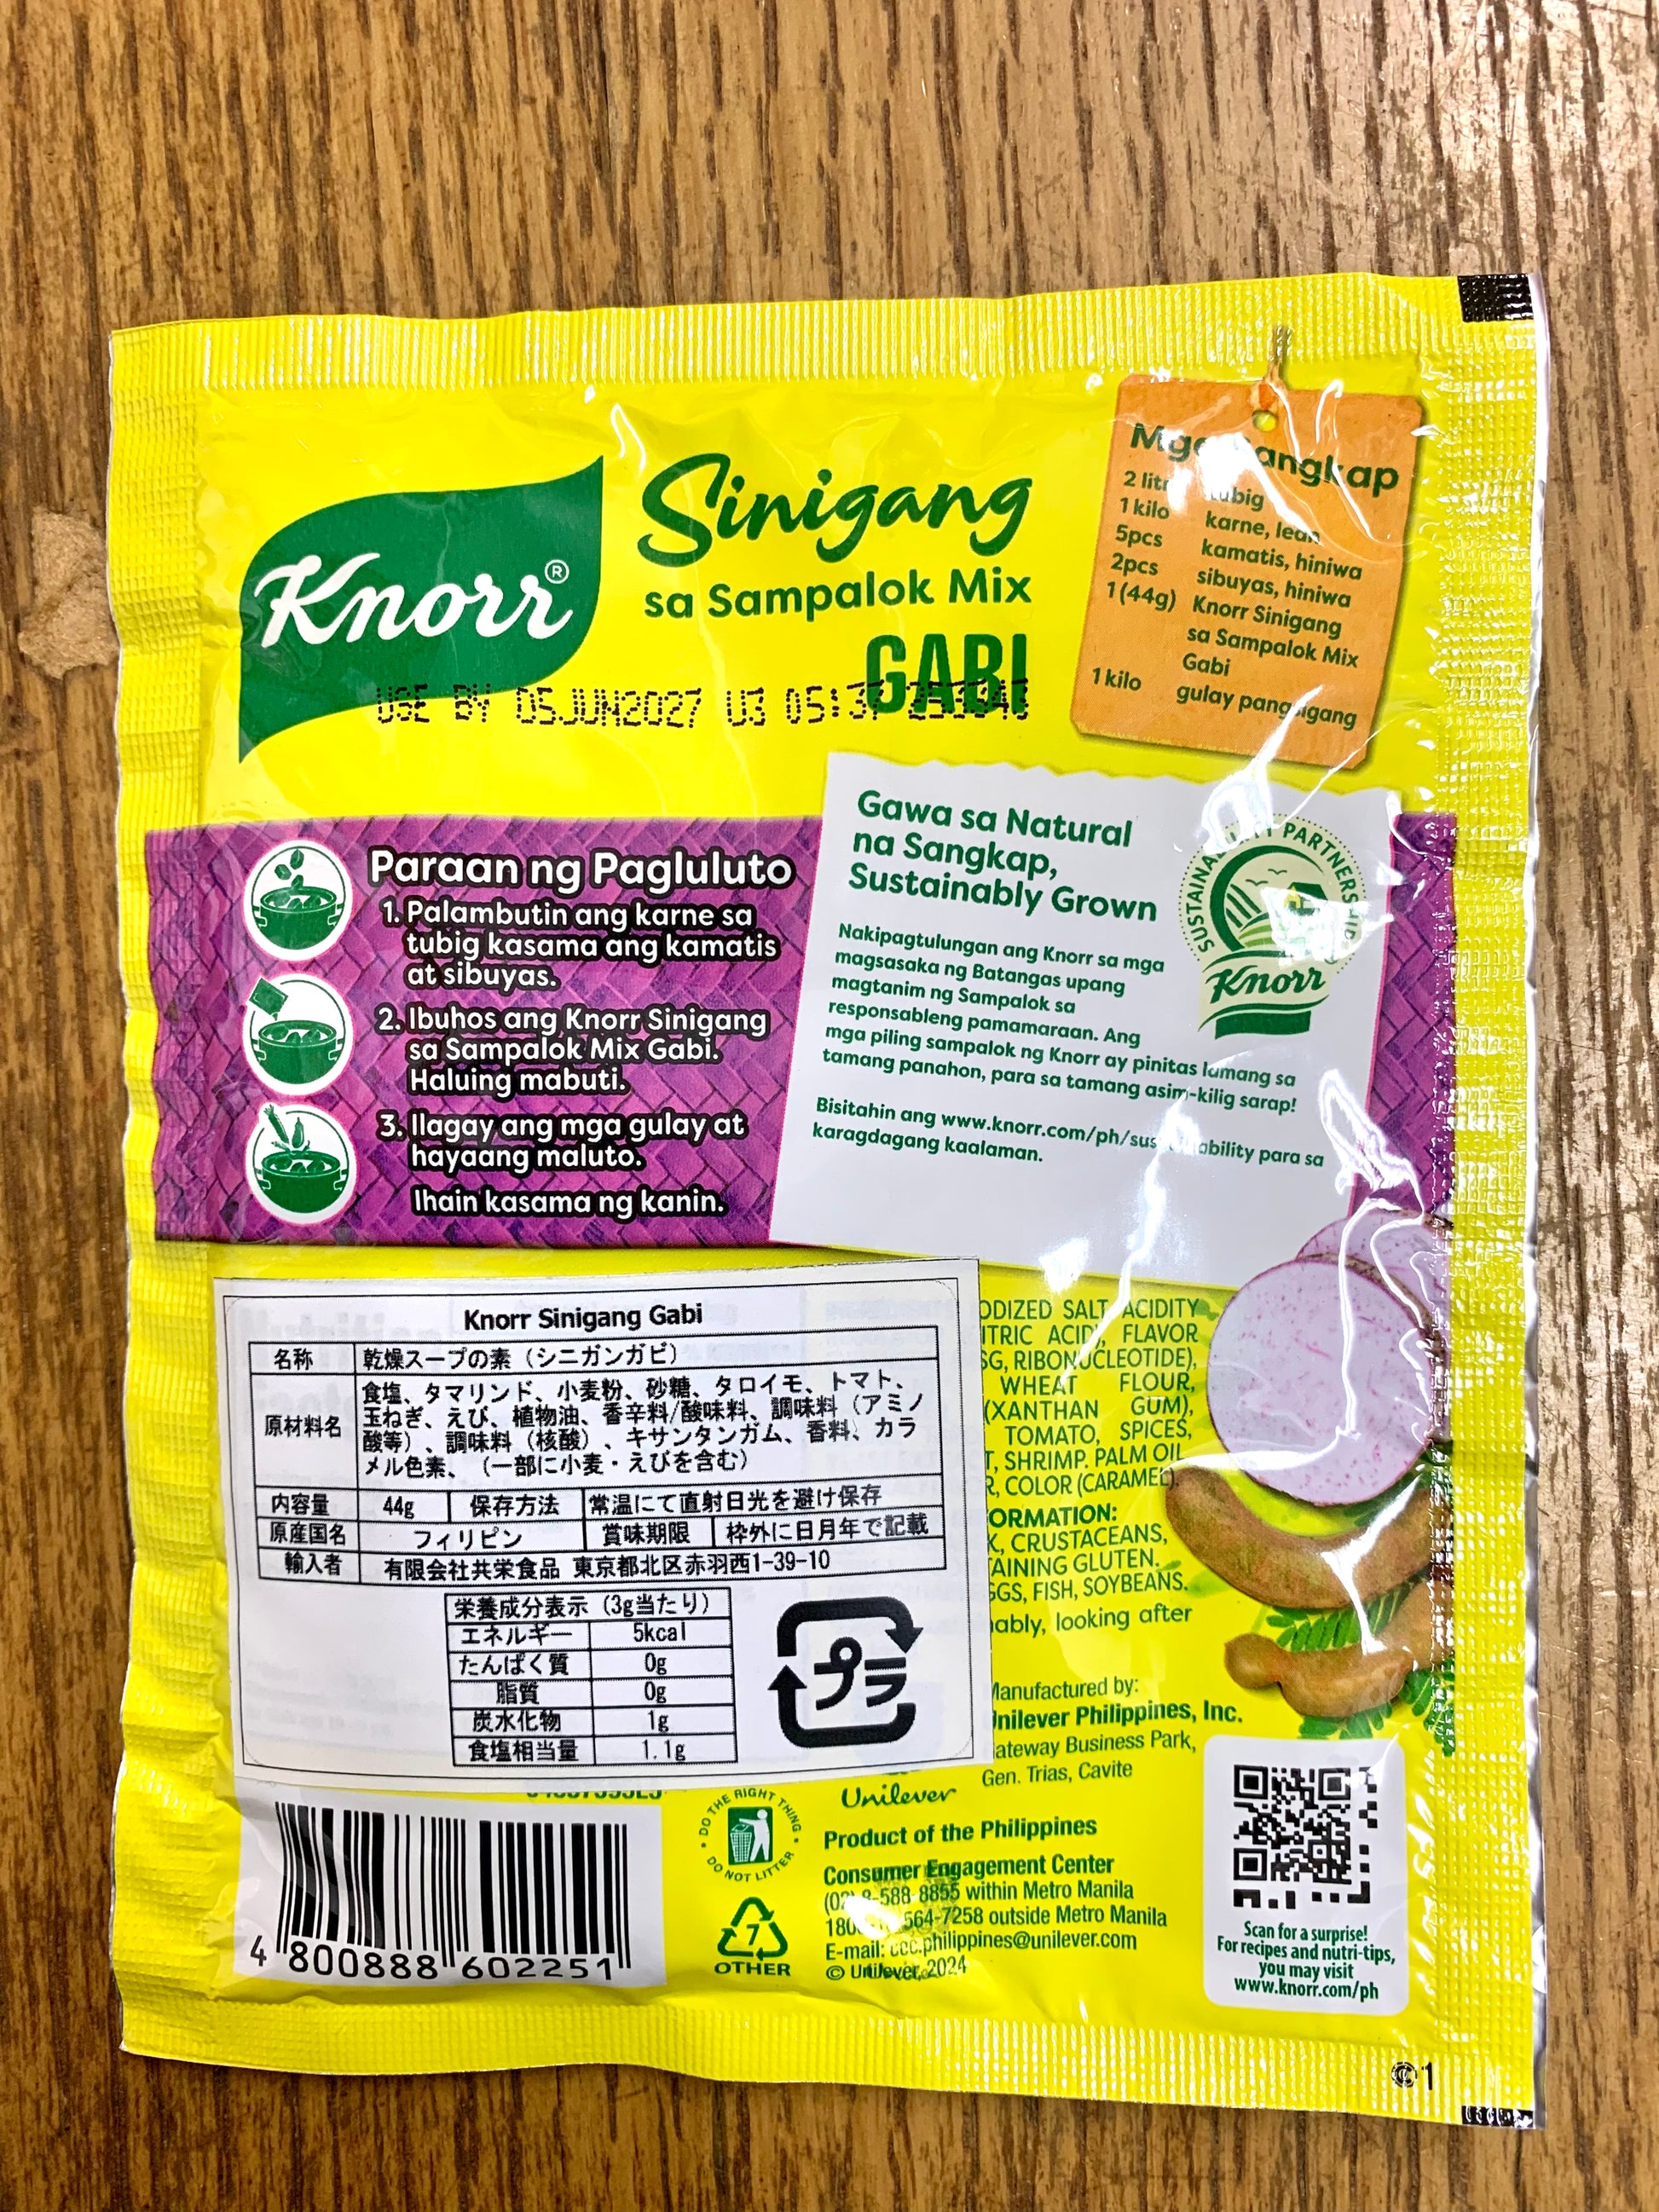 Knorr®
Sinigang
sa Sampalok Mix
GABI
USE BY 05JUN2027 U3 05:37
2 kilo
karne, lean
5pcs kamatis, hiniwa
2pcs sibuyas, hiniwa
1 (44g) Knorr Sinigang
sa Sampalok Mix
Gabi
1 kilo gulay
Paraan ng Pagluluto
1. Palambutin ang karne sa
tubig kasama ang kamatis
at sibuyas.
2. Ibuhos ang Knorr Sinigang
sa Sampalok Mix Gabi.
Haluing mabuti.
3. Ilagay ang mga gulay at
hayaang maluto.
Ihain kasama ng kanin.
Gawa sa Natural
na Sangkap,
Sustainably Grown
Nakipagtulungan ang Knorr sa mga
magsasaka ng Batangas upang
magtanim ng Sampalok sa
responsableng pamamaraan. Ang
mga piling sampalok ng Knorr ay pinitas lamang sa
tamang panahon, para sa tamang asim-kilig sarap!
Bisitahin ang para sa
karagdagang kaalaman.
Knorr
Knorr Sinigang Gabi
名称 乾燥スープの素（シニガンガビ）
原材料名 食塩、タマリンド、小麦粉、砂糖、タロイモ、トマト、
玉ねぎ、えび、植物油、香辛料/酸味料、調味料（アミノ
酸等）、調味料（核酸）、キサンタンガム、香料、カラ
メル色素、（一部に小麦・えびを含む）
内容量 44g 保存方法 常温にて直射日光を避け保存
原産国名 フィリピン 賞味期限 枠外に日月年で記載
輸入者 有限会社共栄食品 東京都北区赤羽西1-39-10
栄養成分表示（3g当たり）
エネルギー 5kcal
たんぱく質 0g
脂質 0g
炭水化物 1g
食塩相当量 1.1g
プラ
ODIZED SALT, ACIDITY
ITRIC ACID), FLAVOR
SG, RIBONUCLEOTIDE),
WHEAT FLOUR,
(XANTHAN GUM),
TOMATO, SPICES,
T, SHRIMP. PALM OIL
R, COLOR (CARAMEL).
ORMATION:
K, CRUSTACEANS,
AINING GLUTEN.
GGS, FISH, SOYBEANS.
ably, looking after
Manufactured by:
Unilever Philippines, Inc.
Gateway Business Park,
Gen. Trias, Cavite
Unilever
DO THE RIGHT THING
DO NOT LITTER
7
OTHER
Product of the Philippines
Consumer Engagement Center
8-588-8855 within Metro Manila
564-7258 outside Metro Manila
E-mail: ccc.philippines@unilever.com
© Unilever, 2024
4 800888 602251
Scan for a surprise!
For recipes and nutri-tips,
you may visit
www.knorr.com/ph
©1